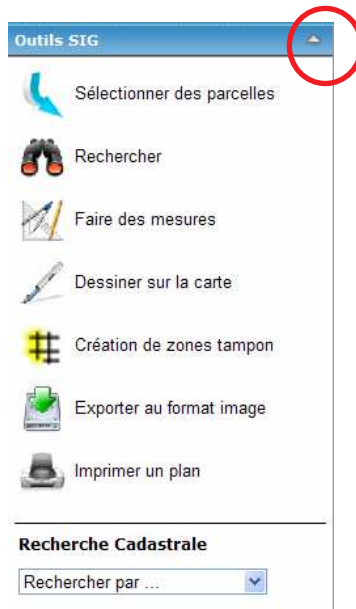 Outils SIG
Sélectionner des parcelles
Rechercher
Faire des mesures
Dessiner sur la carte
Création de zones tampon
Exporter au format image
Imprimer un plan
Recherche Cadastrale
Rechercher par ...